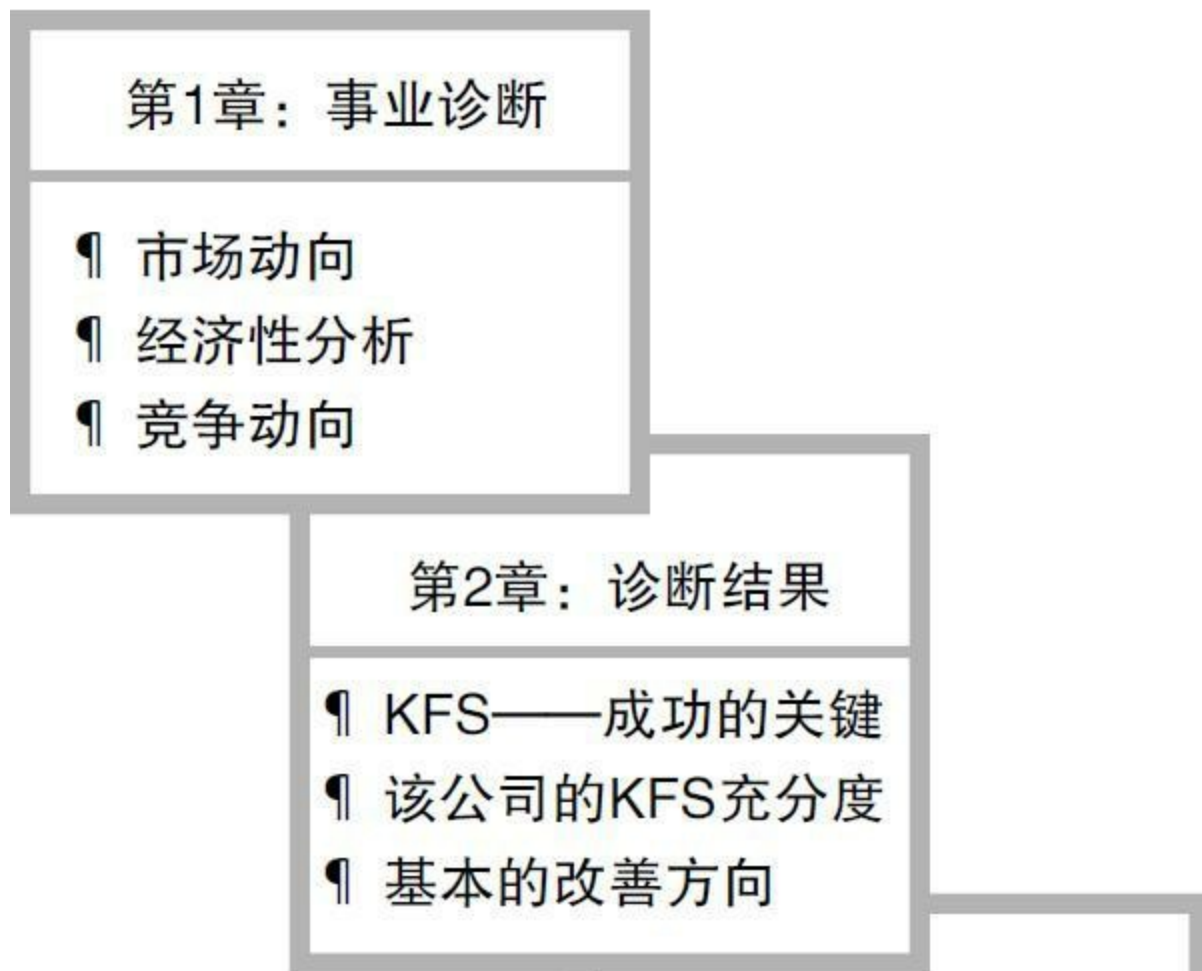 第1章：事业诊断
¶ 市场动向
¶ 经济性分析
¶ 竞争动向
第2章：诊断结果
¶ KFS——成功的关键
¶ 该公司的KFS充分度
¶ 基本的改善方向